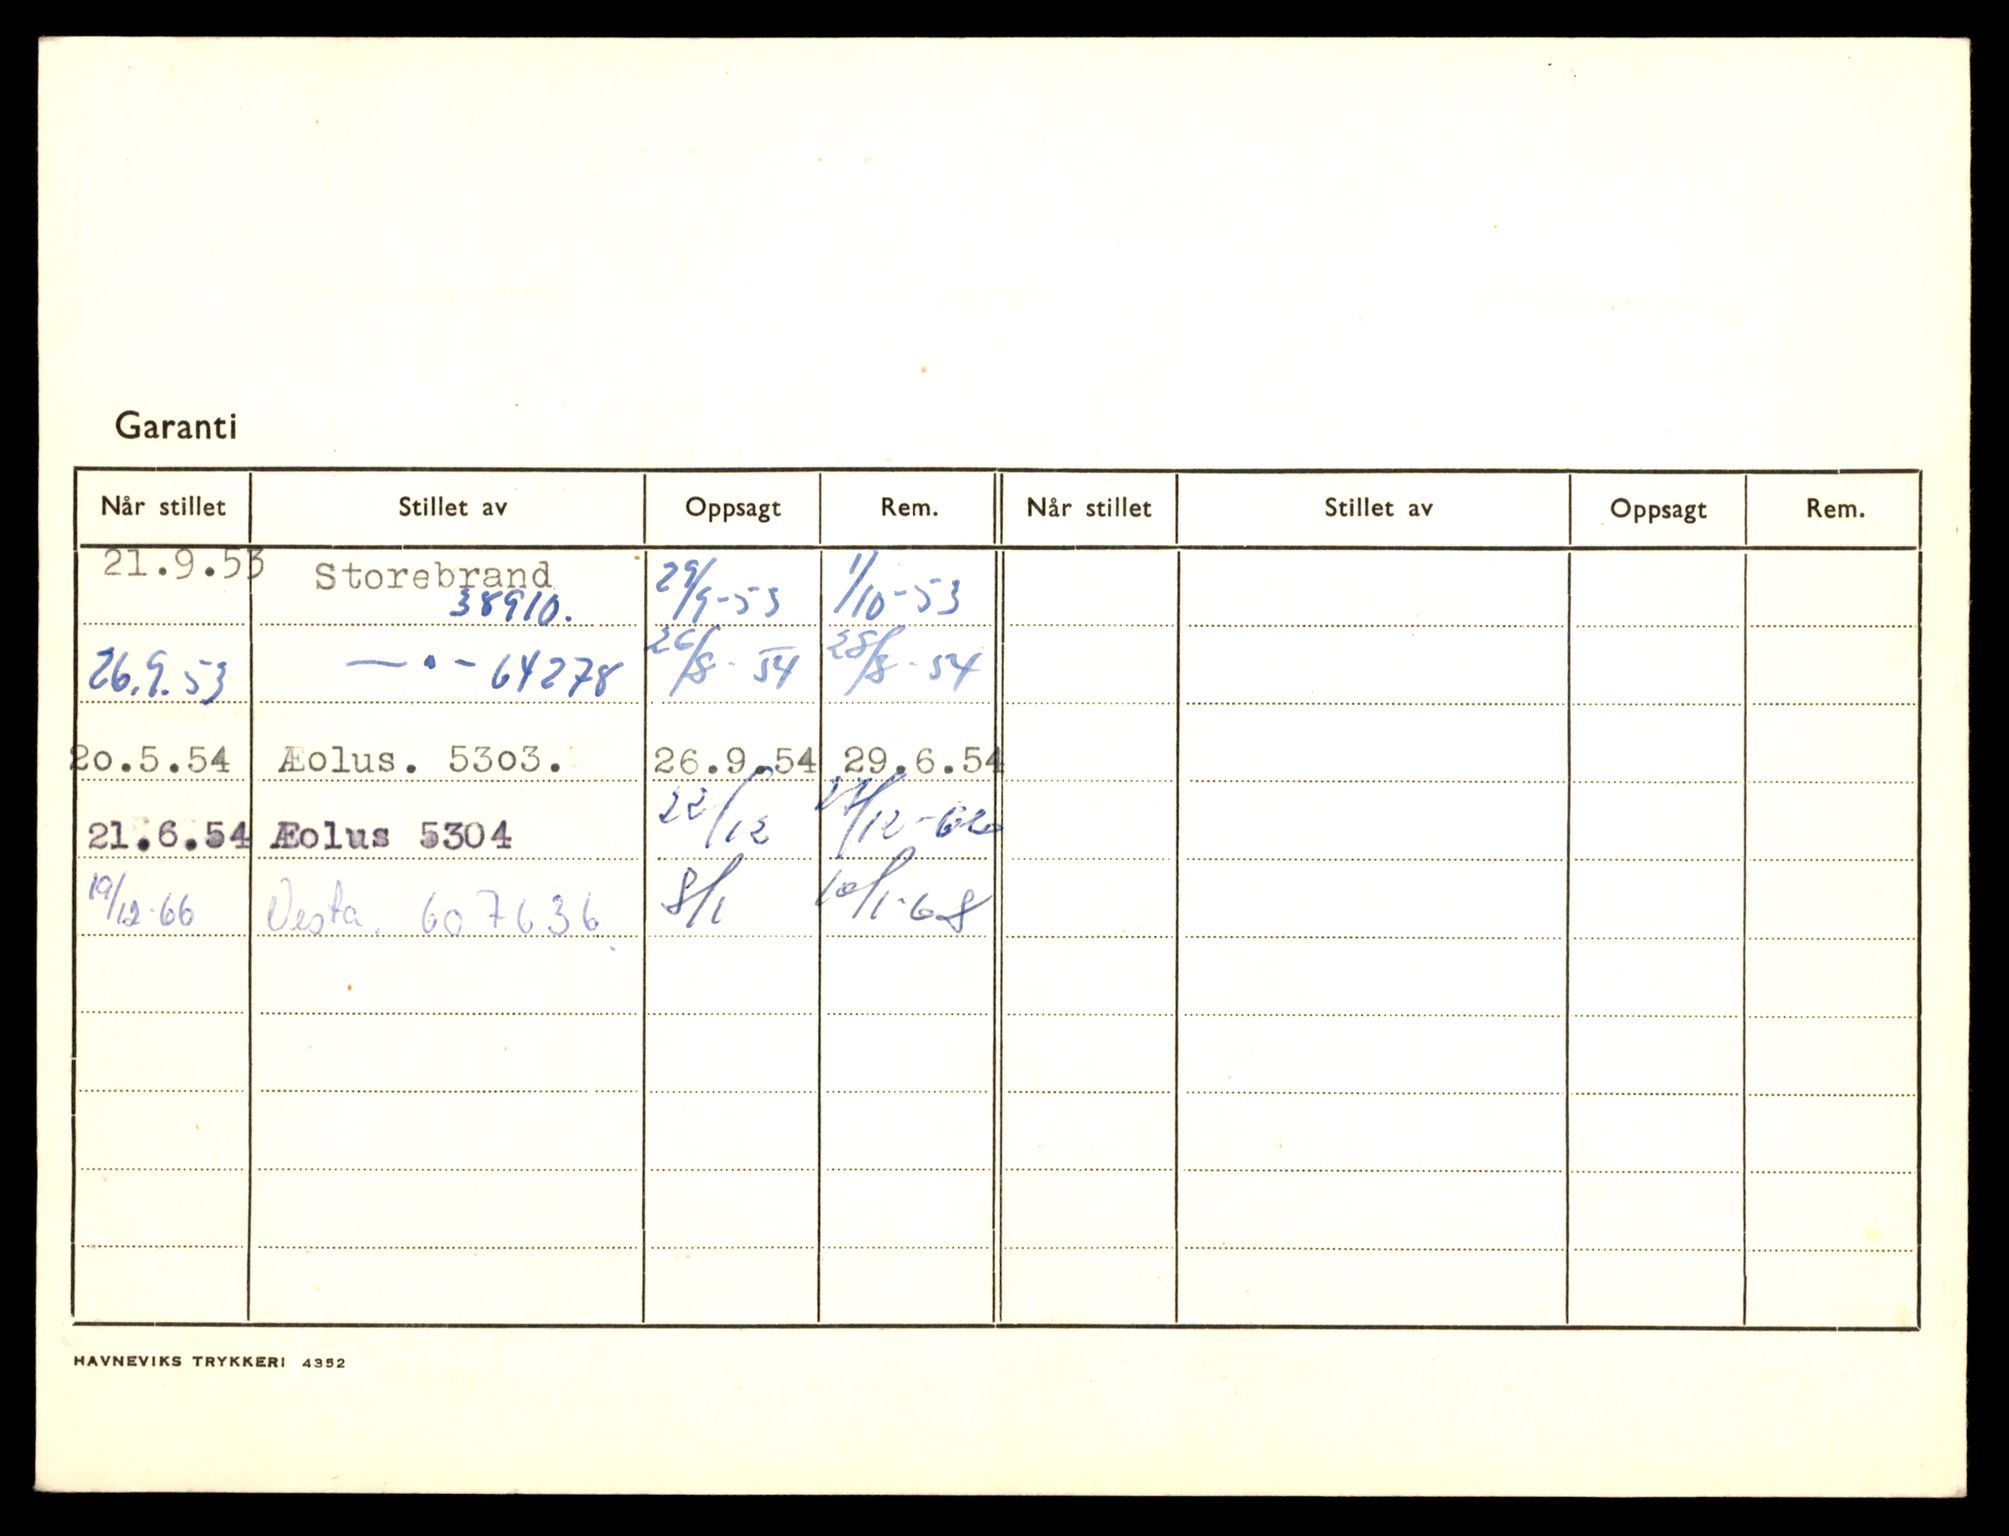 Garanti
Når stillet Stillet av Oppsagt Rem. Når stillet Stillet av Oppsagt Rem.
21.9.53 Storebrand 29/9-53 1/10-53
38910.
26.9.53 — • - 64278 26/8-54 28/8-54
20.5.54 Æolus. 5303. 26.9.54 29.6.54
21.6.54 Æolus 5304 22/12 /12-
19/12-66 Vesta. 607636. 8/1 10/1-68
HAVNEVIKS TRYKKERI 4352